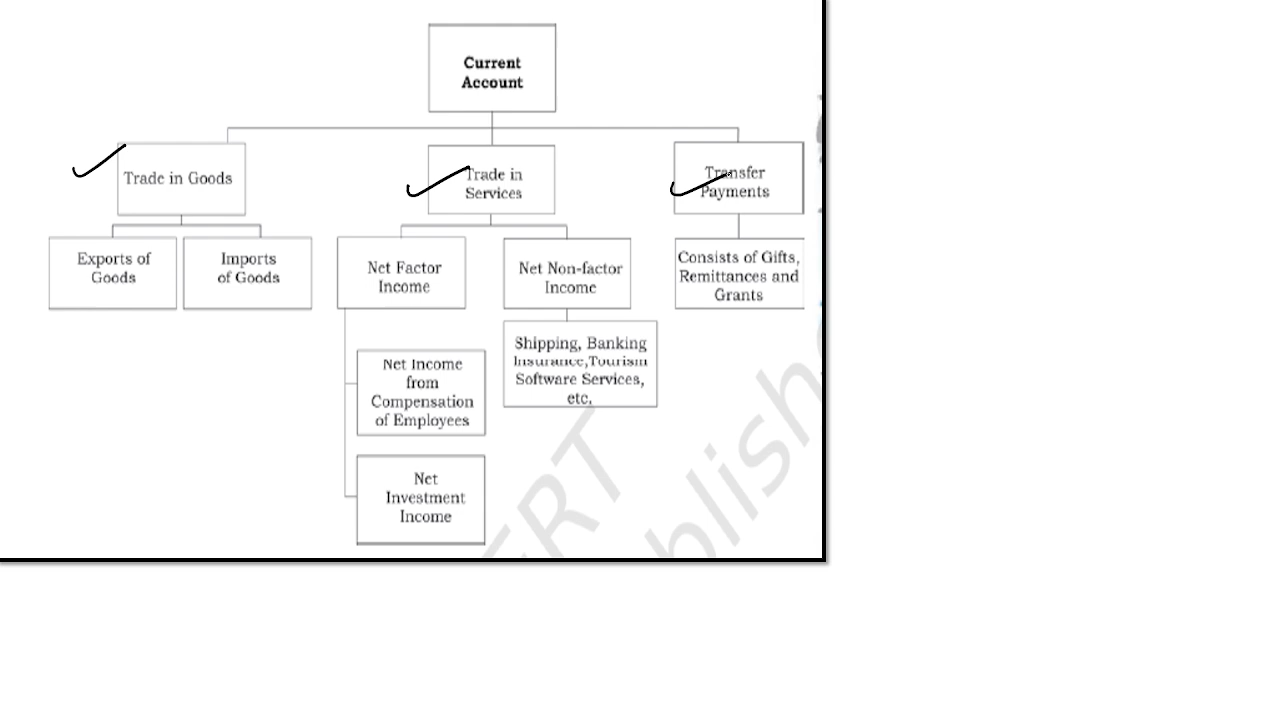 Current
Account
Trade in Goods
Trade in
Services
Transfer
Payments
Exports of
Goods
Imports
of Goods
Net Factor
Income
Net Non-factor
Income
Consists of Gifts,
Remittances and
Grants
Shipping, Banking
Insurance,Tourism
Software Services,
etc.
Net Income
from
Compensation
of Employees
Net
Investment
Income
ERT
blish